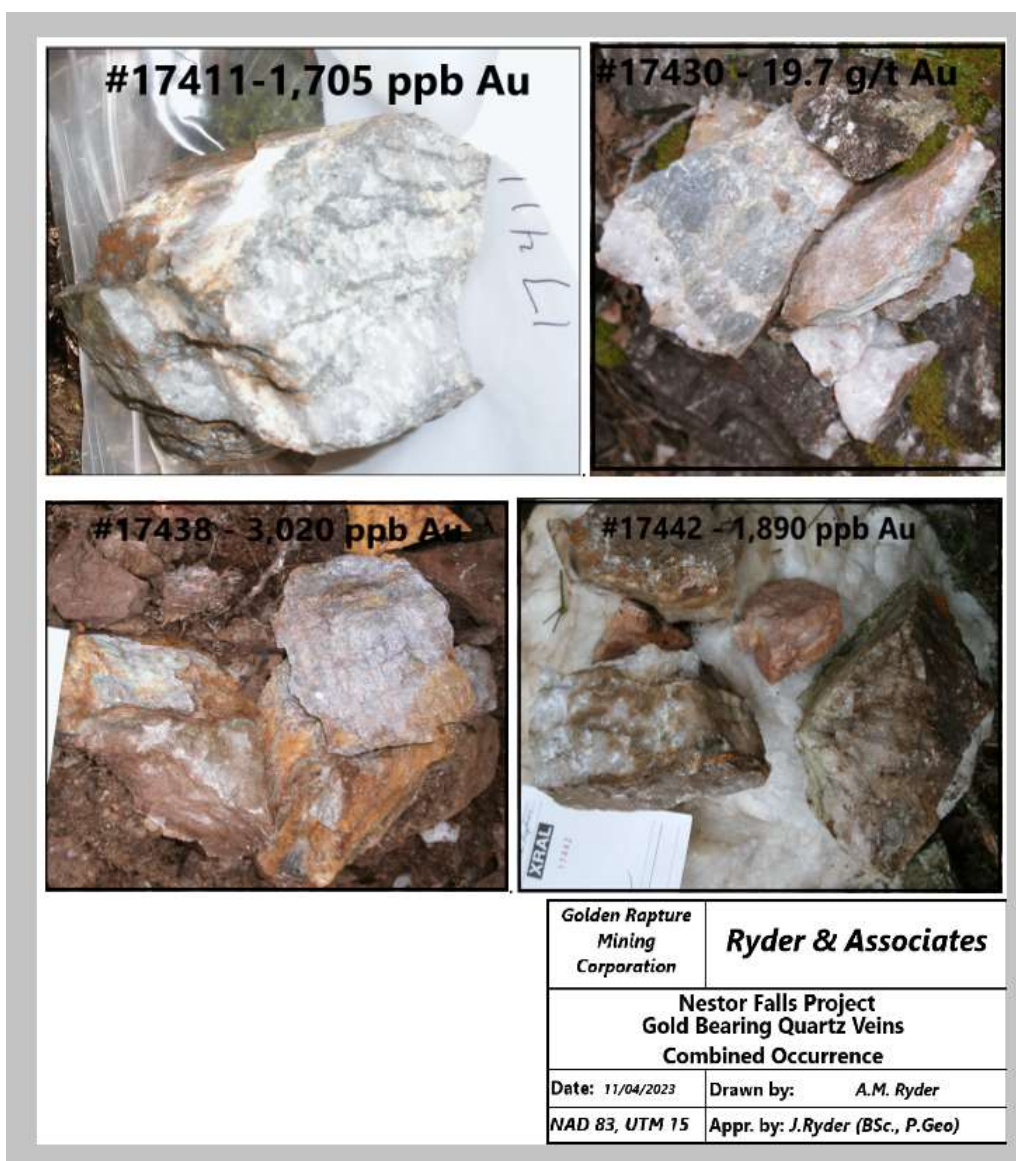 #17411-1,705 ppb Au
#17430 - 19.7 g/t Au
17411
#17438 - 3,020 ppb Au
#17442 - 1,890 ppb Au
XRAL
17442
Golden Rapture
Mining
Corporation
Ryder & Associates
Nestor Falls Project
Gold Bearing Quartz Veins
Combined Occurrence
Date: 11/04/2023
Drawn by: A.M. Ryder
NAD 83, UTM 15
Appr. by: J.Ryder (BSc., P.Geo)